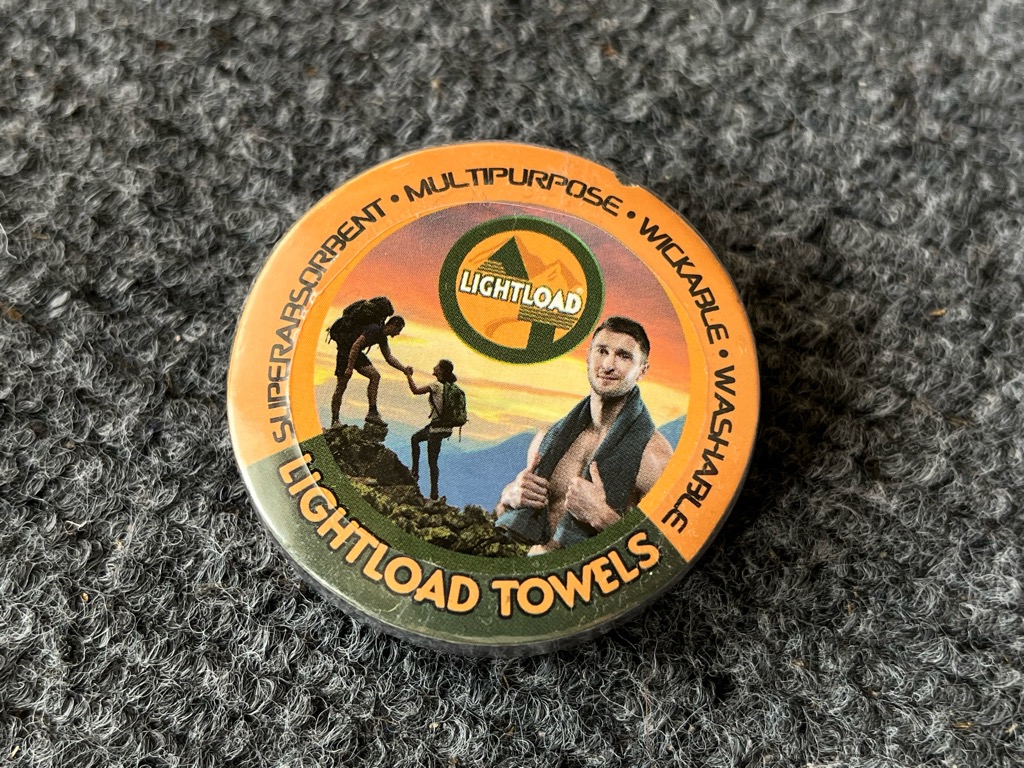 SUPERABSORBENT • MULTIPURPOSE • WICKABLE • WASHABLE
LIGHTLOAD
LIGHTLOAD TOWELS